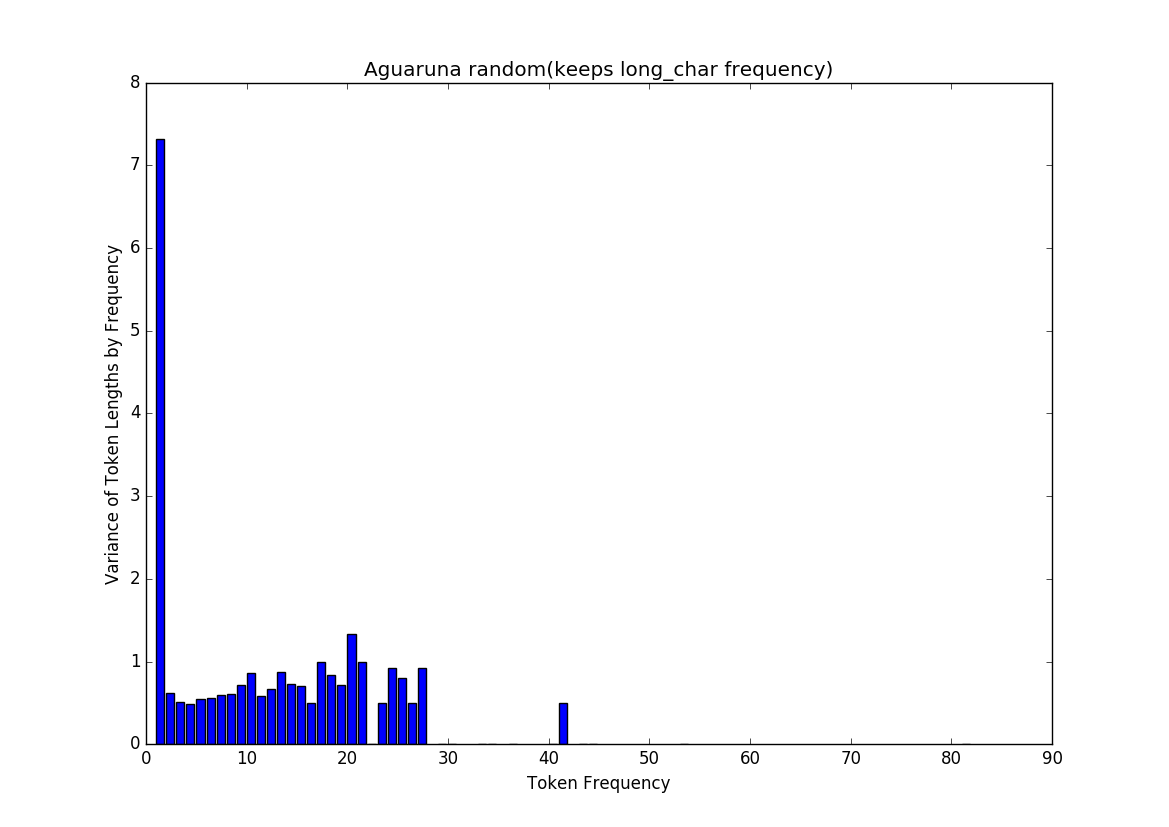 Aguaruna random(keeps long_char frequency)
Variance of Token Lengths by Frequency
8
7
6
5
4
3
2
1
0
0 10 20 30 40 50 60 70 80 90
Token Frequency